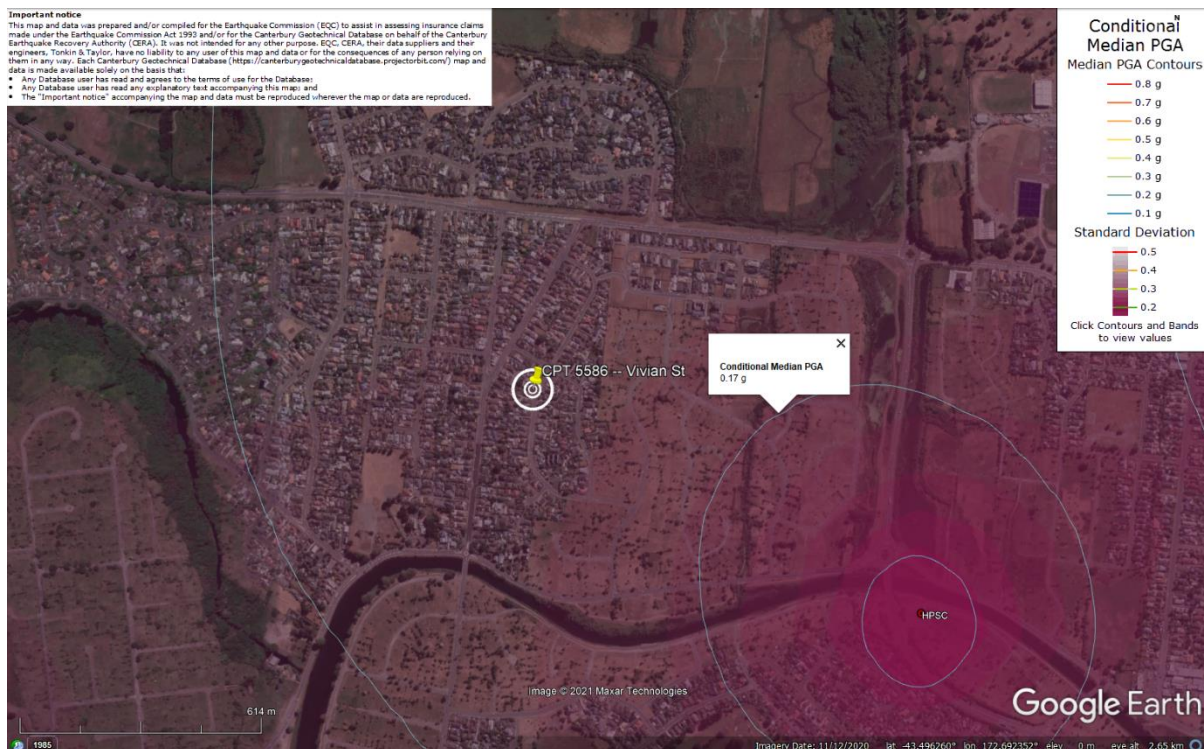 Important notice
This map and data was prepared and/or compiled for the Earthquake Commission (EQC) to assist in assessing insurance claims
made under the Earthquake Commission Act 1993 and/or for the Canterbury Geotechnical Database on behalf of the Canterbury
Earthquake Recovery Authority (CERA). It was not intended for any other purpose. EQC, CERA, their data suppliers and their
engineers, Tonkin & Taylor, have no liability to any user of this map and data or for the consequences of any person relying on
them in any way. Each Canterbury Geotechnical Database (https://canterburygeotechnicaldatabase.projectorbit.com/) map and
data is made available solely on the basis that:
• Any Database user has read and agrees to the terms of use for the Database;
• Any Database user has read any explanatory text accompanying this map; and
• The "Important notice" accompanying the map and data must be reproduced wherever the map or data are reproduced.
N
Conditional
Median PGA
Median PGA Contours
0.8 g
0.7 g
0.6 g
0.5 g
0.4 g
0.3 g
0.2 g
0.1 g
Standard Deviation
0.5
0.4
0.3
0.2
Click Contours and Bands
to view values
Conditional Median PGA
0.17 g
CPT 5586 -- Vivian St
HPSC
Image © 2021 Maxar Technologies
Google Earth
614 m
1985
Imagery Date: 11/12/2020 lat -43.496260° lon 172.692352° elev 0 m eye alt 2.65 km